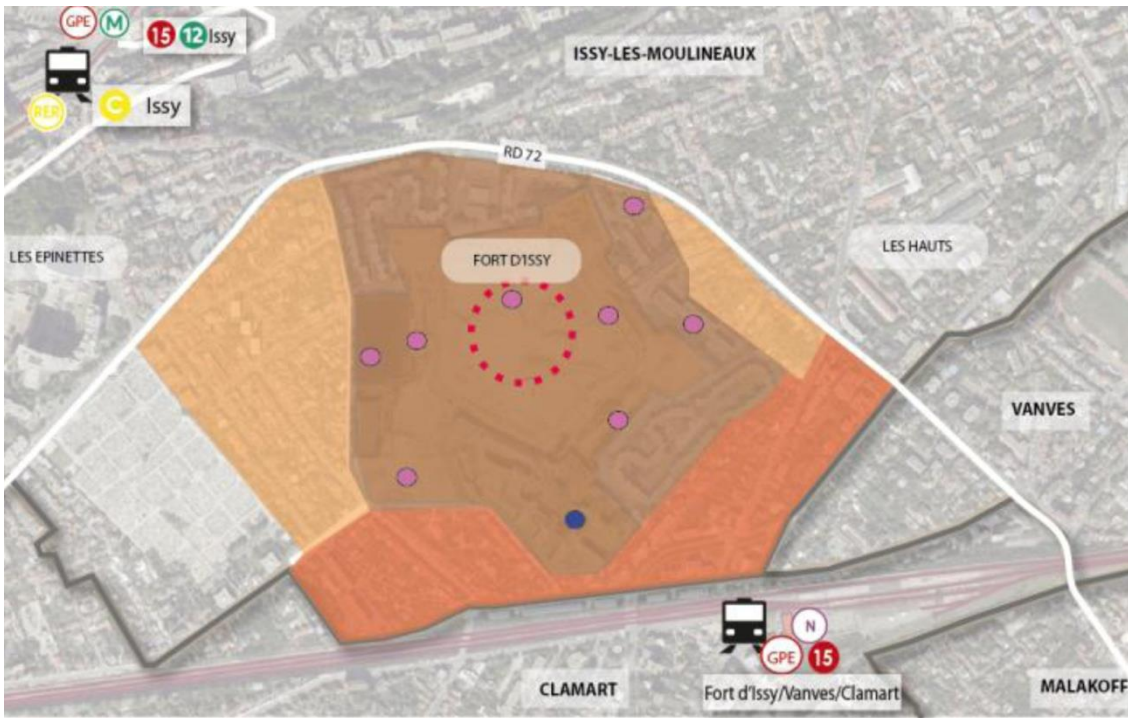 GPE M 15 12 Issy
ISSY-LES-MOULINEAUX
RER C Issy
RD 72
LES EPINETTES
FORT D'ISSY
LES HAUTS
VANVES
N
GPE 15
CLAMART
Fort d'Issy/Vanves/Clamart
MALAKOFF